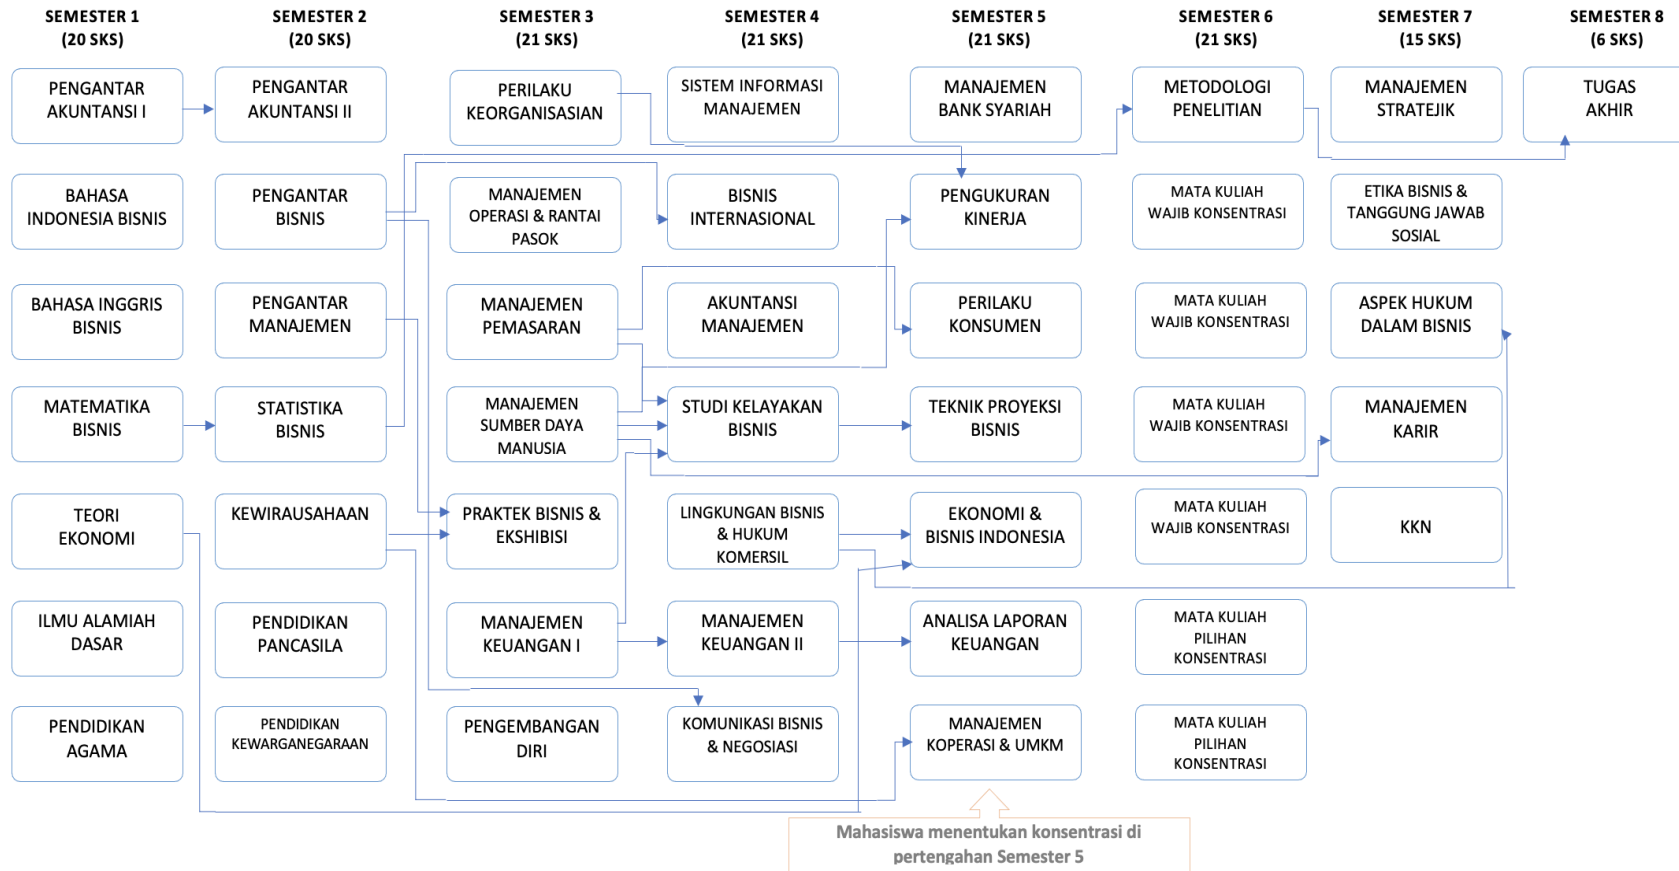 SEMESTER 1
(20 SKS)
PENGANTAR
AKUNTANSI I
BAHASA
INDONESIA BISNIS
BAHASA INGGRIS
BISNIS
MATEMATIKA
BISNIS
TEORI
EKONOMI
ILMU ALAMIAH
DASAR
PENDIDIKAN
AGAMA
SEMESTER 2
(20 SKS)
PENGANTAR
AKUNTANSI II
PENGANTAR
BISNIS
PENGANTAR
MANAJEMEN
STATISTIKA
BISNIS
KEWIRAUSAHAAN
PENDIDIKAN
PANCASILA
PENDIDIKAN
KEWARGANEGARAAN
SEMESTER 3
(21 SKS)
PERILAKU
KEORGANISASIAN
MANAJEMEN
OPERASI & RANTAI
PASOK
MANAJEMEN
PEMASARAN
MANAJEMEN
SUMBER DAYA
MANUSIA
PRAKTEK BISNIS &
EKSHIBISI
MANAJEMEN
KEUANGAN I
PENGEMBANGAN
DIRI
SEMESTER 4
(21 SKS)
SISTEM INFORMASI
MANAJEMEN
BISNIS
INTERNASIONAL
AKUNTANSI
MANAJEMEN
STUDI KELAYAKAN
BISNIS
LINGKUNGAN BISNIS
& HUKUM
KOMERSIL
MANAJEMEN
KEUANGAN II
KOMUNIKASI BISNIS
& NEGOSIASI
SEMESTER 5
(21 SKS)
MANAJEMEN
BANK SYARIAH
PENGUKURAN
KINERJA
PERILAKU
KONSUMEN
TEKNIK PROYEKSI
BISNIS
EKONOMI &
BISNIS INDONESIA
ANALISA LAPORAN
KEUANGAN
MANAJEMEN
KOPERASI & UMKM
Mahasiswa menentukan konsentrasi di
pertengahan Semester 5
SEMESTER 6
(21 SKS)
METODOLOGI
PENELITIAN
MATA KULIAH
WAJIB KONSENTRASI
MATA KULIAH
WAJIB KONSENTRASI
MATA KULIAH
WAJIB KONSENTRASI
MATA KULIAH
WAJIB KONSENTRASI
MATA KULIAH
PILIHAN
KONSENTRASI
MATA KULIAH
PILIHAN
KONSENTRASI
SEMESTER 7
(15 SKS)
MANAJEMEN
STRATEJIK
ETIKA BISNIS &
TANGGUNG JAWAB
SOSIAL
ASPEK HUKUM
DALAM BISNIS
MANAJEMEN
KARIR
KKN
SEMESTER 8
(6 SKS)
TUGAS
AKHIR